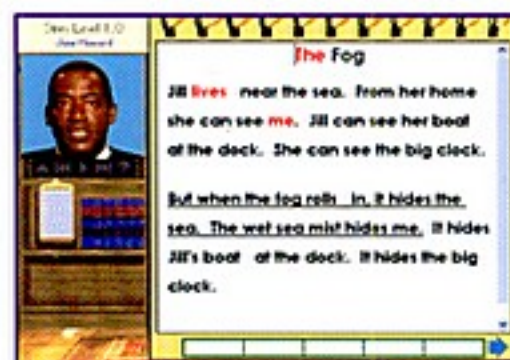 The Fog
Jill lives near the sea. From her home
she can see me. Jill can see her boat
at the dock. She can see the big clock.
But when the fog rolls in, it hides the
sea. The wet sea mist hides me. It hides
Jill's boat at the dock. It hides the big
clock.